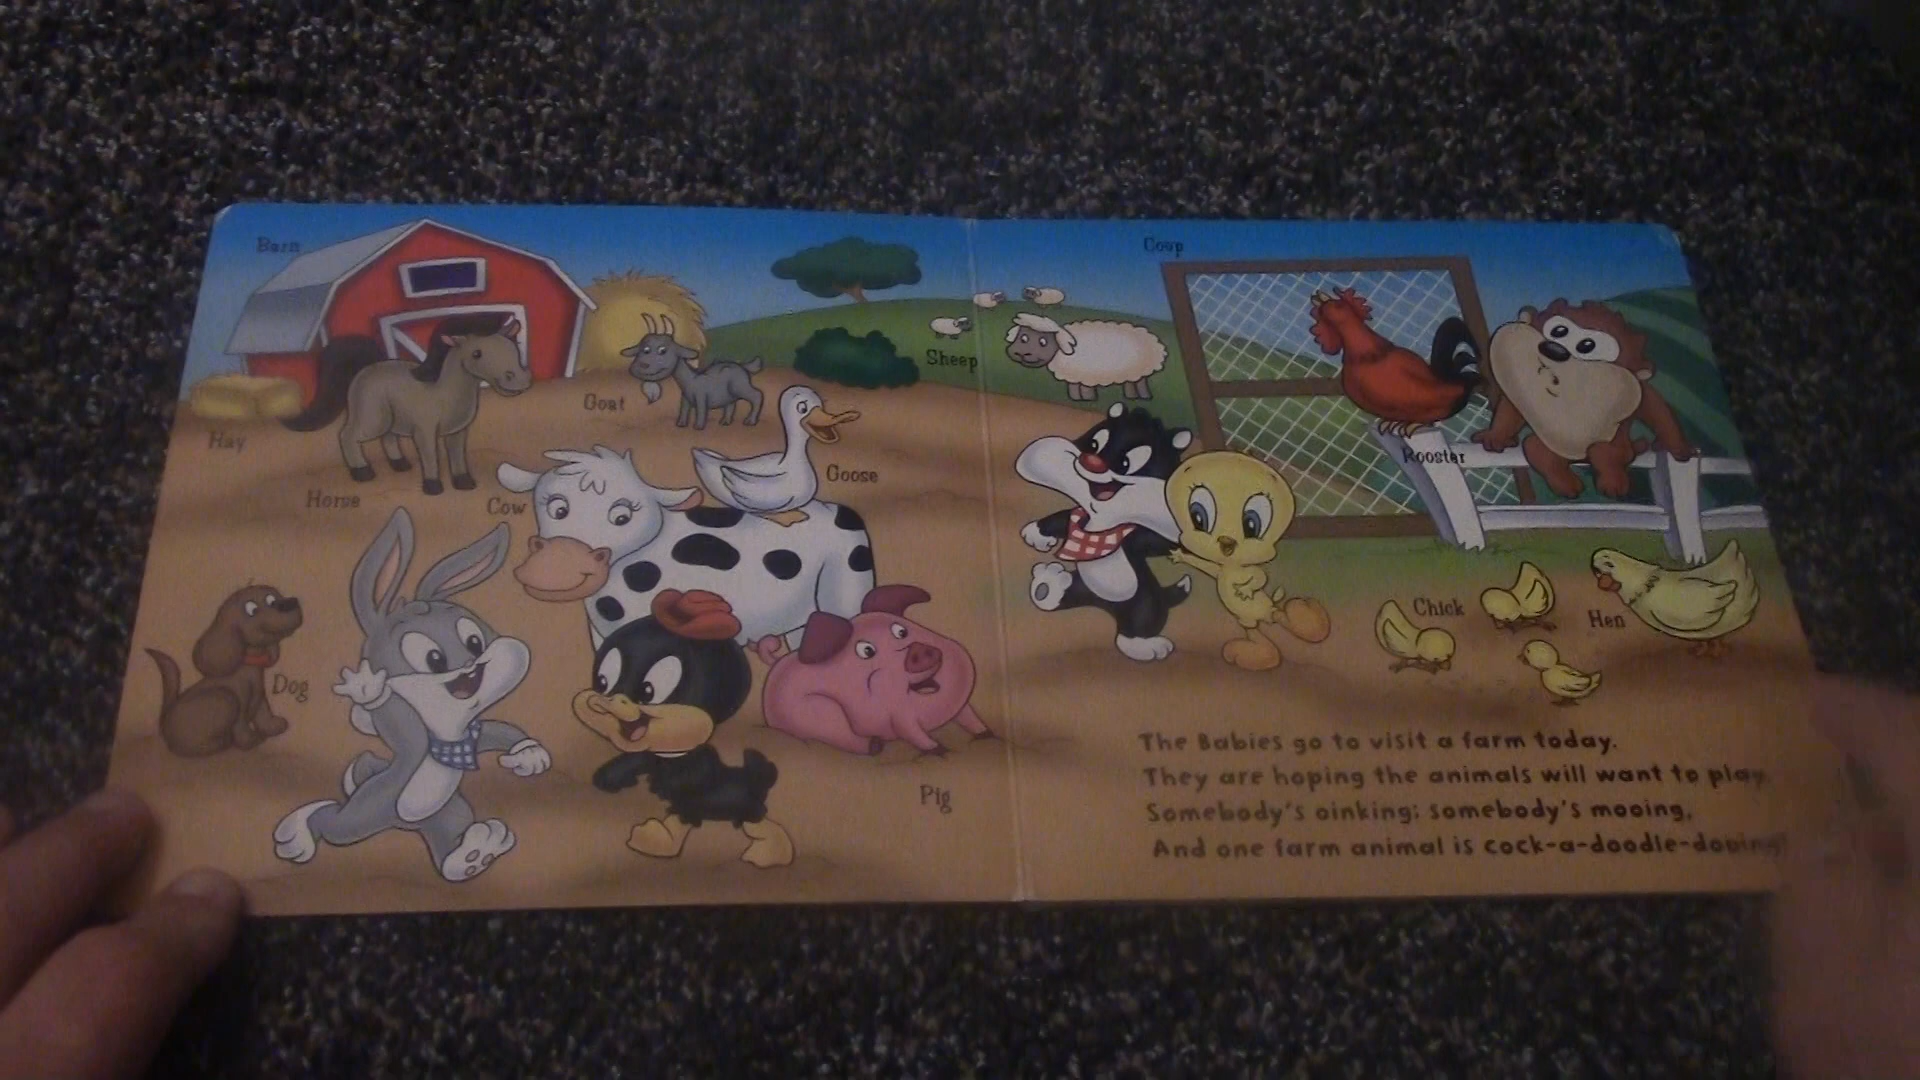 Barn
Hay
Horse
Goat
Cow
Goose
Dog
Pig
Sheep
Coop
Rooster
Chick
Hen
The Babies go to visit a farm today.
They are hoping the animals will want to play
Somebody's oinking; somebody's mooing,
And one farm animal is cock-a-doodle-dooing!